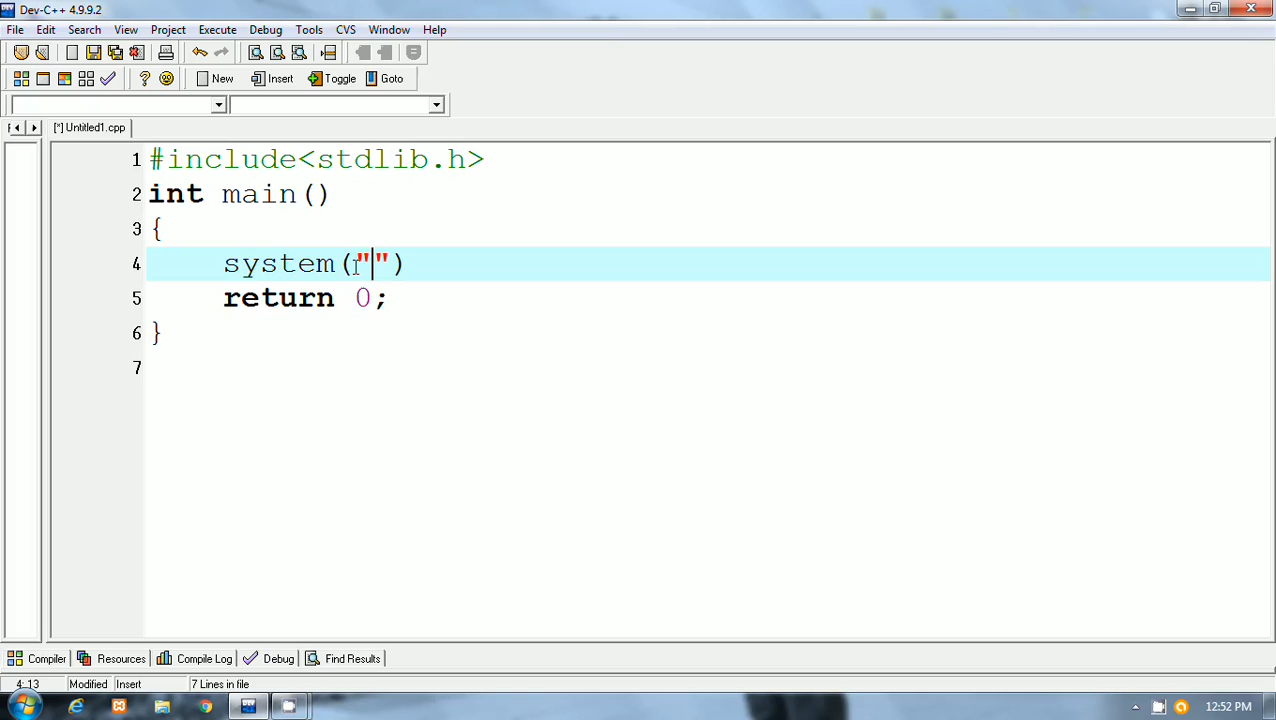 Dev-C++ 4.9.9.2
File Edit Search View Project Execute Debug Tools CVS Window Help
New Insert Toggle Goto
[*] Untitled1.cpp
1 #include<stdlib.h>
2 int main()
3 {
4 system("")
5 return 0;
6 }
7
Compiler Resources Compile Log Debug Find Results
4: 13 Modified Insert 7 Lines in file
12:52 PM